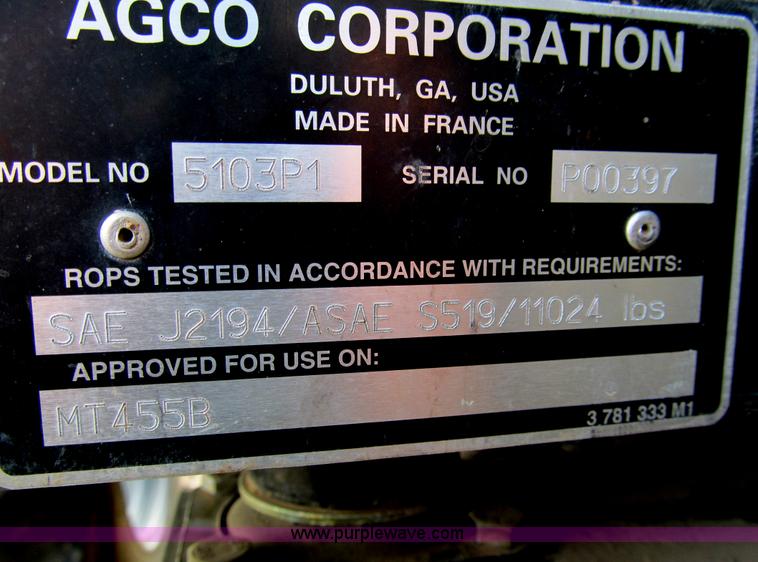 AGCO CORPORATION
DULUTH, GA, USA
MADE IN FRANCE
MODEL NO 5103P1 SERIAL NO P00397
ROPS TESTED IN ACCORDANCE WITH REQUIREMENTS:
SAE J2194/ASAE S519/11024 lbs
APPROVED FOR USE ON:
MT455B
3 781 333 M1
www.purplewave.com